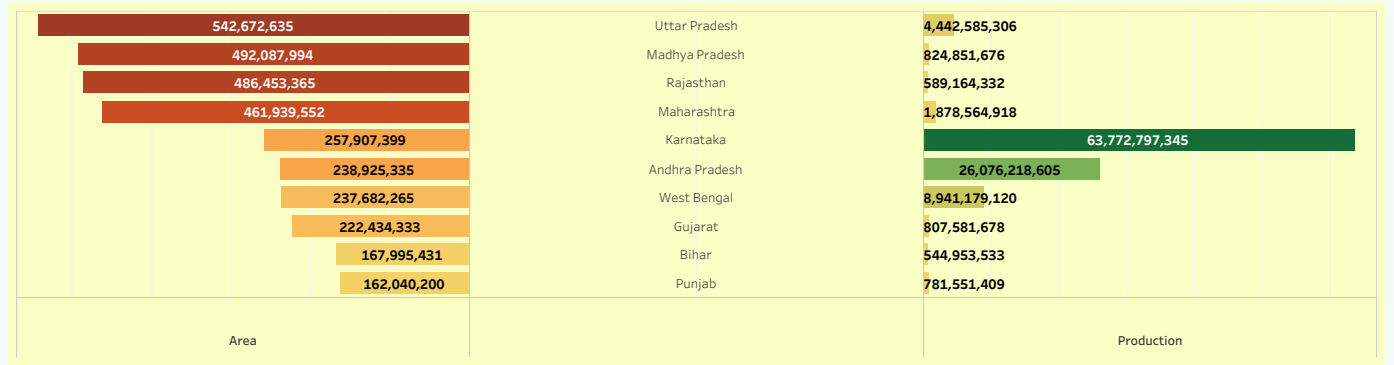 542,672,635 Uttar Pradesh 4,442,585,306
492,087,994 Madhya Pradesh 824,851,676
486,453,365 Rajasthan 589,164,332
461,939,552 Maharashtra 1,878,564,918
257,907,399 Karnataka 63,772,797,345
238,925,335 Andhra Pradesh 26,076,218,605
237,682,265 West Bengal 8,941,179,120
222,434,333 Gujarat 807,581,678
167,995,431 Bihar 544,953,533
162,040,200 Punjab 781,551,409
Area Production